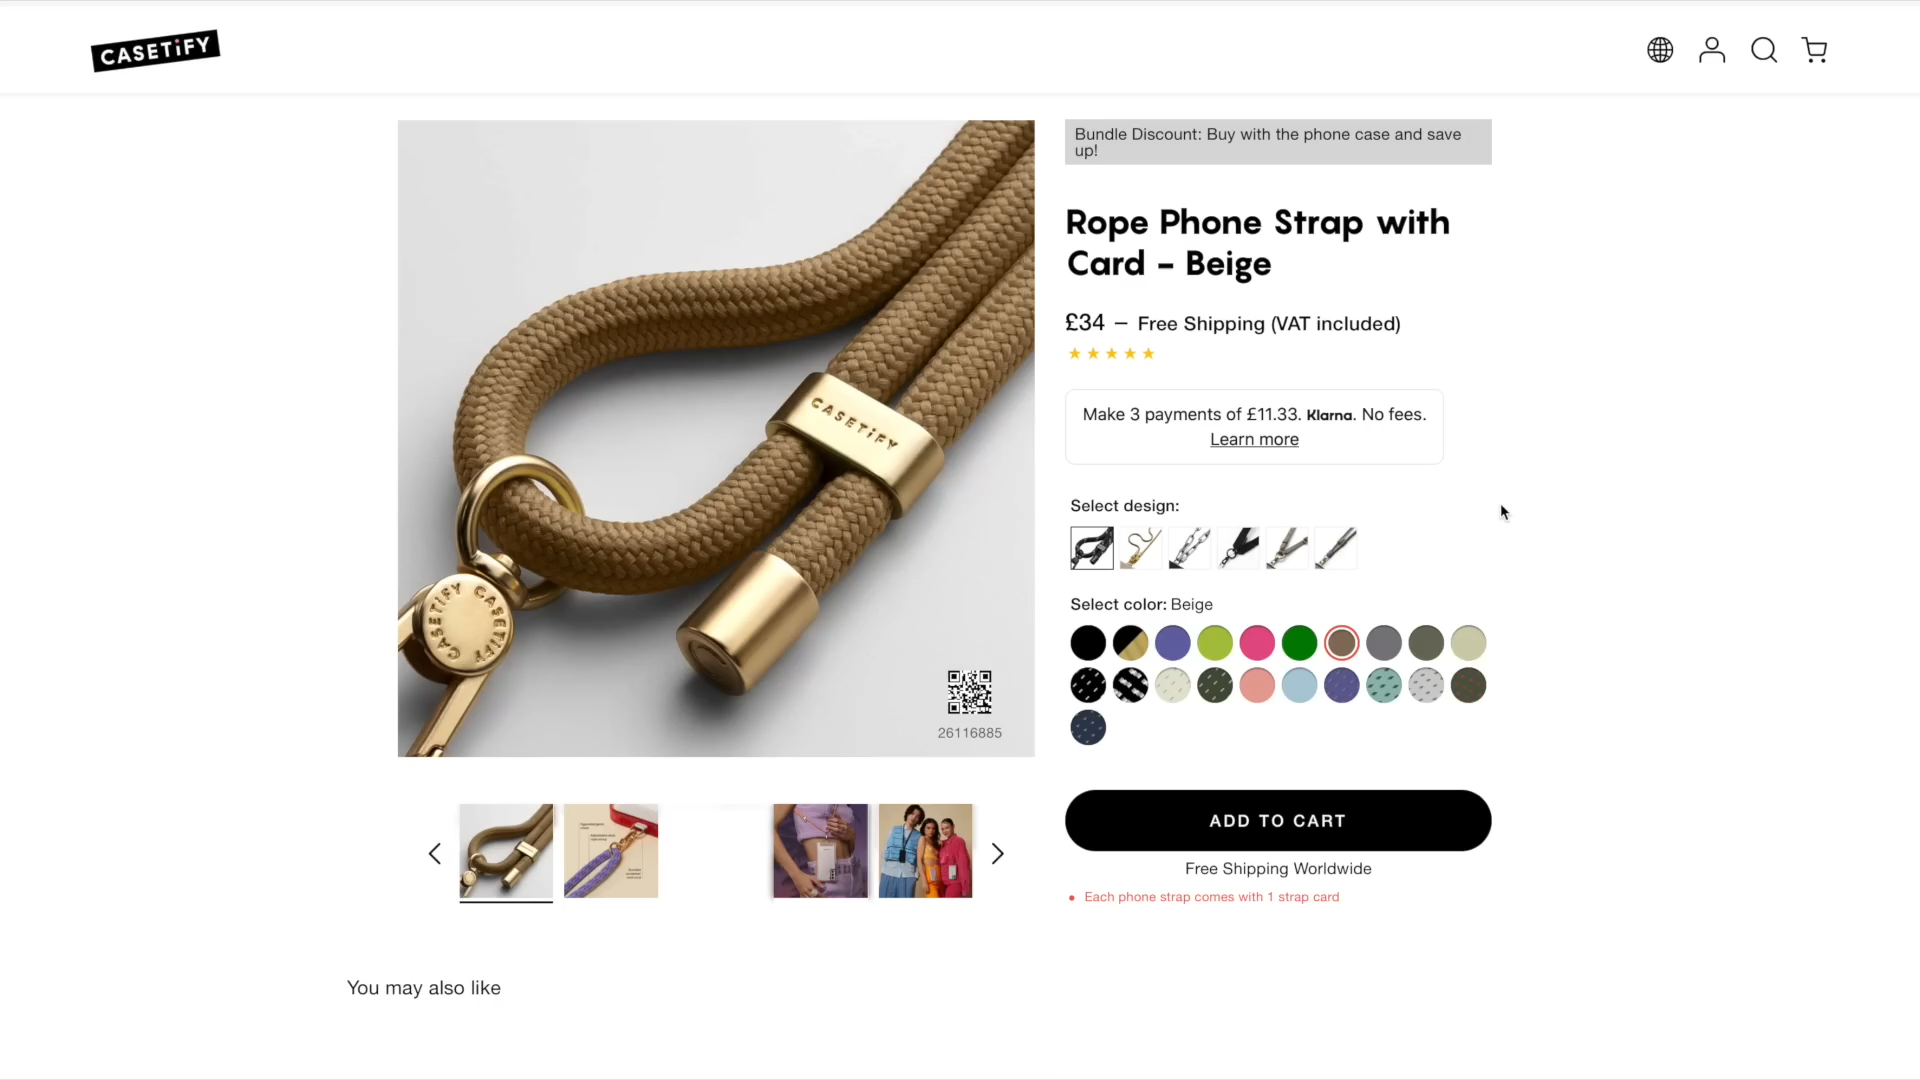 CASETiFY
Bundle Discount: Buy with the phone case and save
up!
Rope Phone Strap with
Card – Beige
£34 – Free Shipping (VAT included)
Make 3 payments of £11.33. Klarna. No fees.
Learn more
CASETiFY
CASETiFY CASETiFY
26116885
Select design:
Select color: Beige
ADD TO CART
Free Shipping Worldwide
• Each phone strap comes with 1 strap card
You may also like